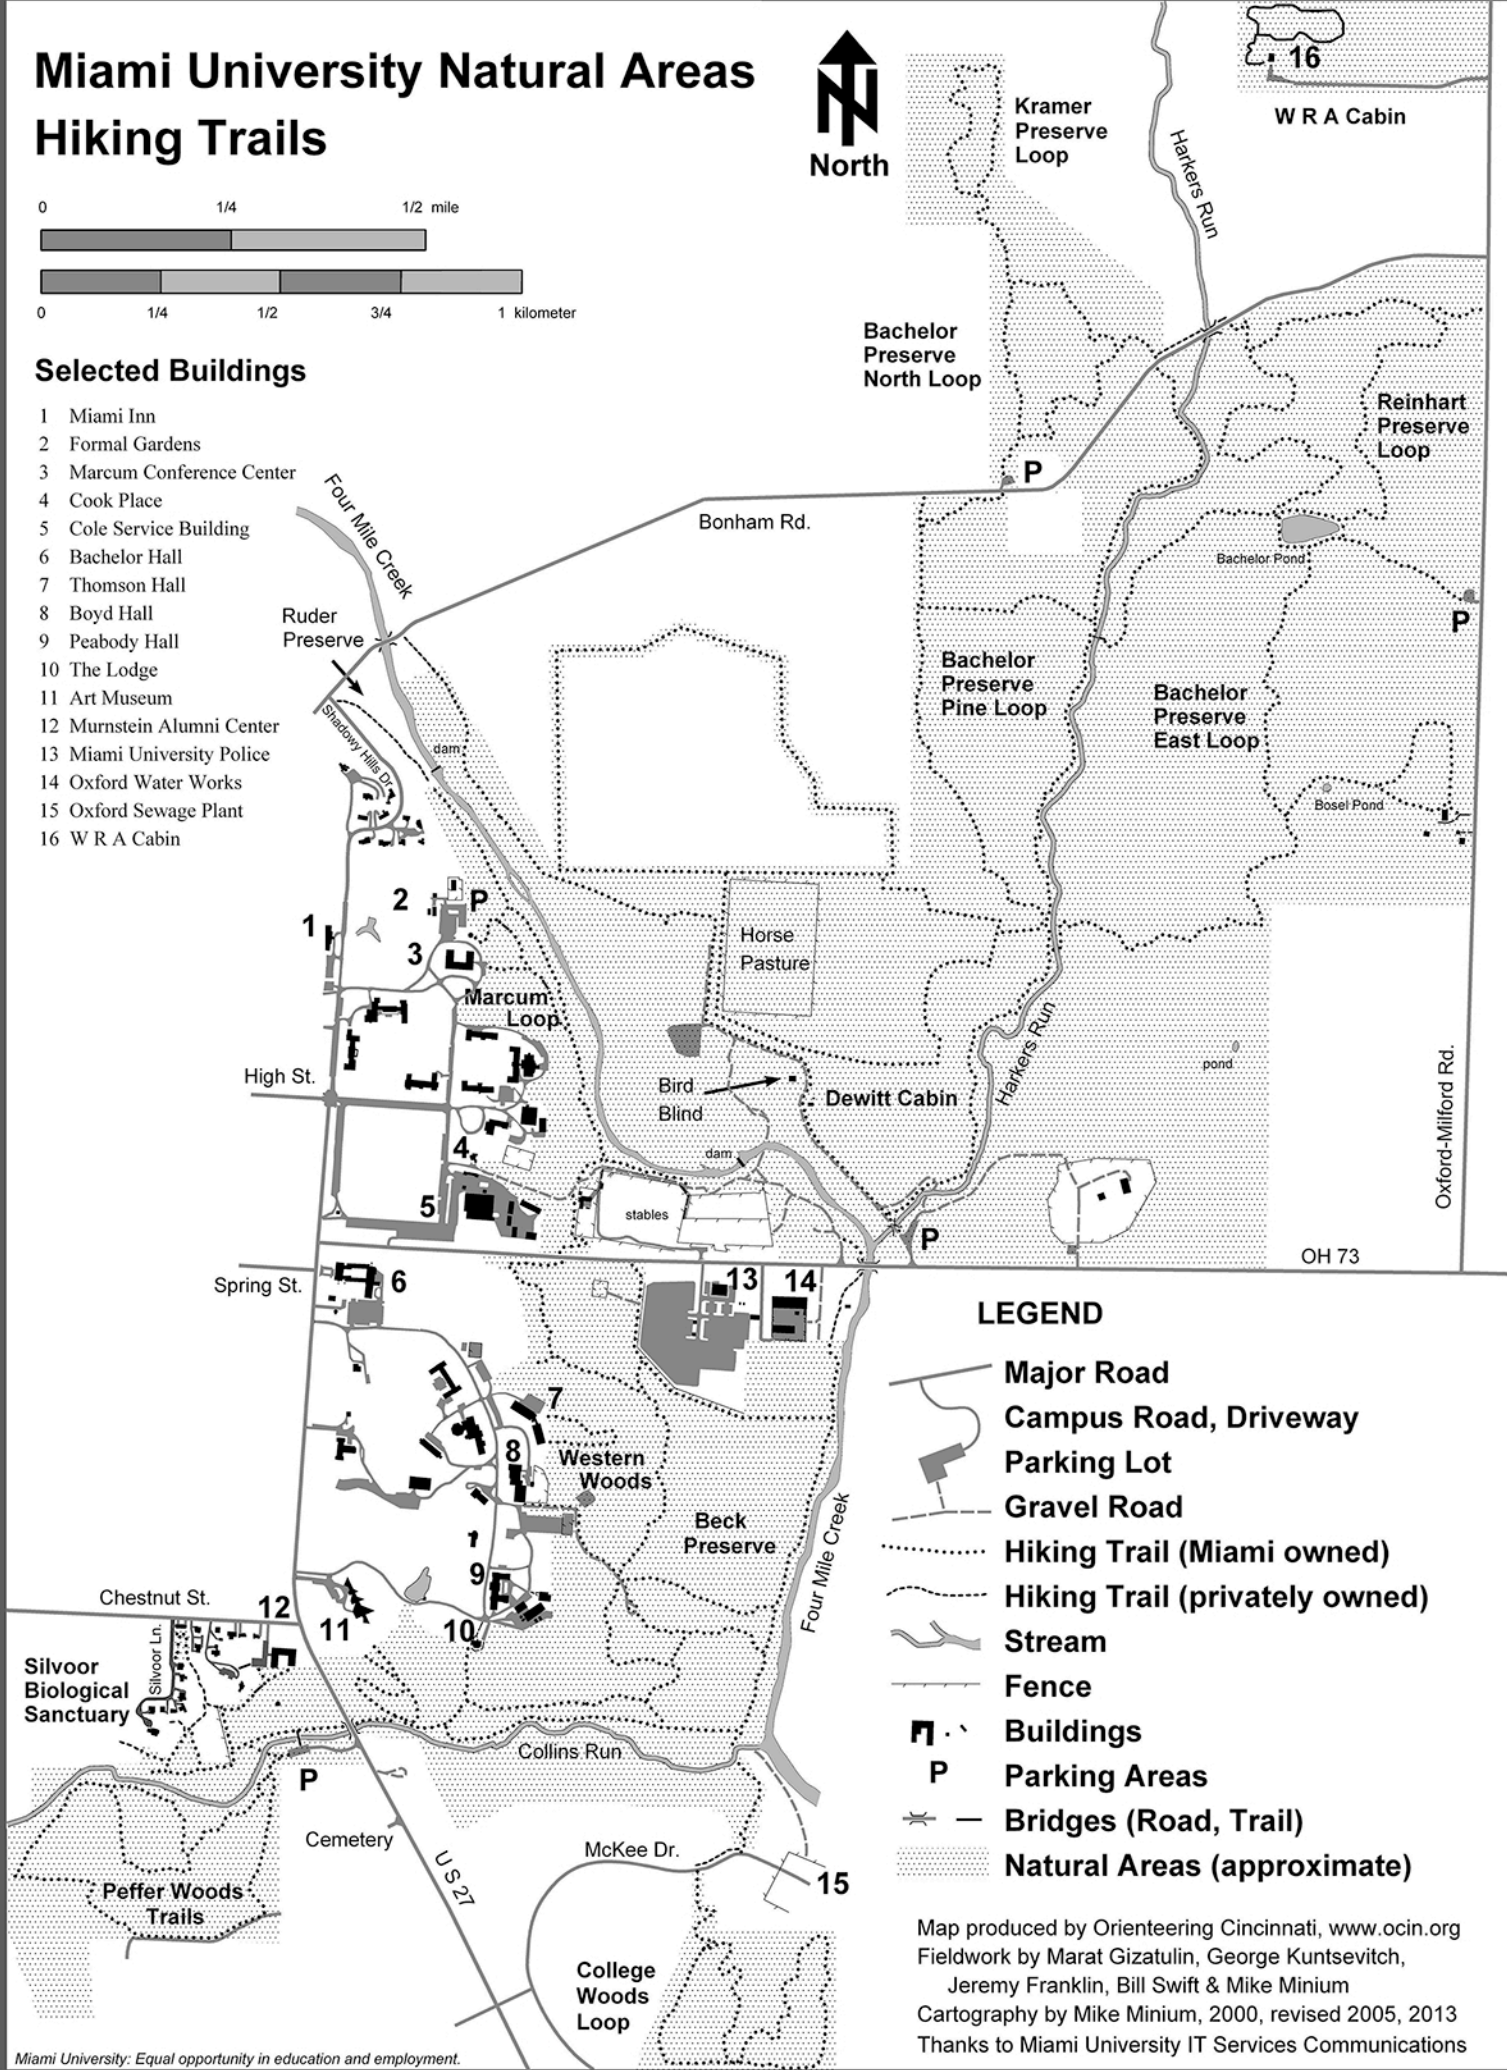 Miami University Natural Areas
Hiking Trails
North
0 1/4 1/2 mile
0 1/4 1/2 3/4 1 kilometer
Selected Buildings
1 Miami Inn
2 Formal Gardens
3 Marcum Conference Center
4 Cook Place
5 Cole Service Building
6 Bachelor Hall
7 Thomson Hall
8 Boyd Hall
9 Peabody Hall
10 The Lodge
11 Art Museum
12 Murnstein Alumni Center
13 Miami University Police
14 Oxford Water Works
15 Oxford Sewage Plant
16 W R A Cabin
Kramer
Preserve
Loop
Harkers Run
16
W R A Cabin
Bachelor
Preserve
North Loop
Reinhart
Preserve
Loop
P
Bonham Rd.
Four Mile Creek
Bachelor Pond
P
Ruder
Preserve
Shadowy Hills Dr.
dam
Bachelor
Preserve
Pine Loop
Bachelor
Preserve
East Loop
Bosel Pond
2
P
1
3
Horse
Pasture
Marcum
Loop
High St.
Bird
Blind
Dewitt Cabin
Harkers Run
pond
Oxford-Milford Rd.
4
dam
5
stables
P
OH 73
Spring St.
6
13
14
7
8
Western
Woods
Beck
Preserve
Four Mile Creek
9
Chestnut St.
12
11
10
Silvoor Ln.
Silvoor
Biological
Sanctuary
Collins Run
P
Cemetery
U S 27
McKee Dr.
15
Peffer Woods
Trails
College
Woods
Loop
LEGEND
Major Road
Campus Road, Driveway
Parking Lot
Gravel Road
Hiking Trail (Miami owned)
Hiking Trail (privately owned)
Stream
Fence
Buildings
P Parking Areas
Bridges (Road, Trail)
Natural Areas (approximate)
Map produced by Orienteering Cincinnati, www.ocin.org
Fieldwork by Marat Gizatulin, George Kuntsevitch,
Jeremy Franklin, Bill Swift & Mike Minium
Cartography by Mike Minium, 2000, revised 2005, 2013
Thanks to Miami University IT Services Communications
Miami University: Equal opportunity in education and employment.